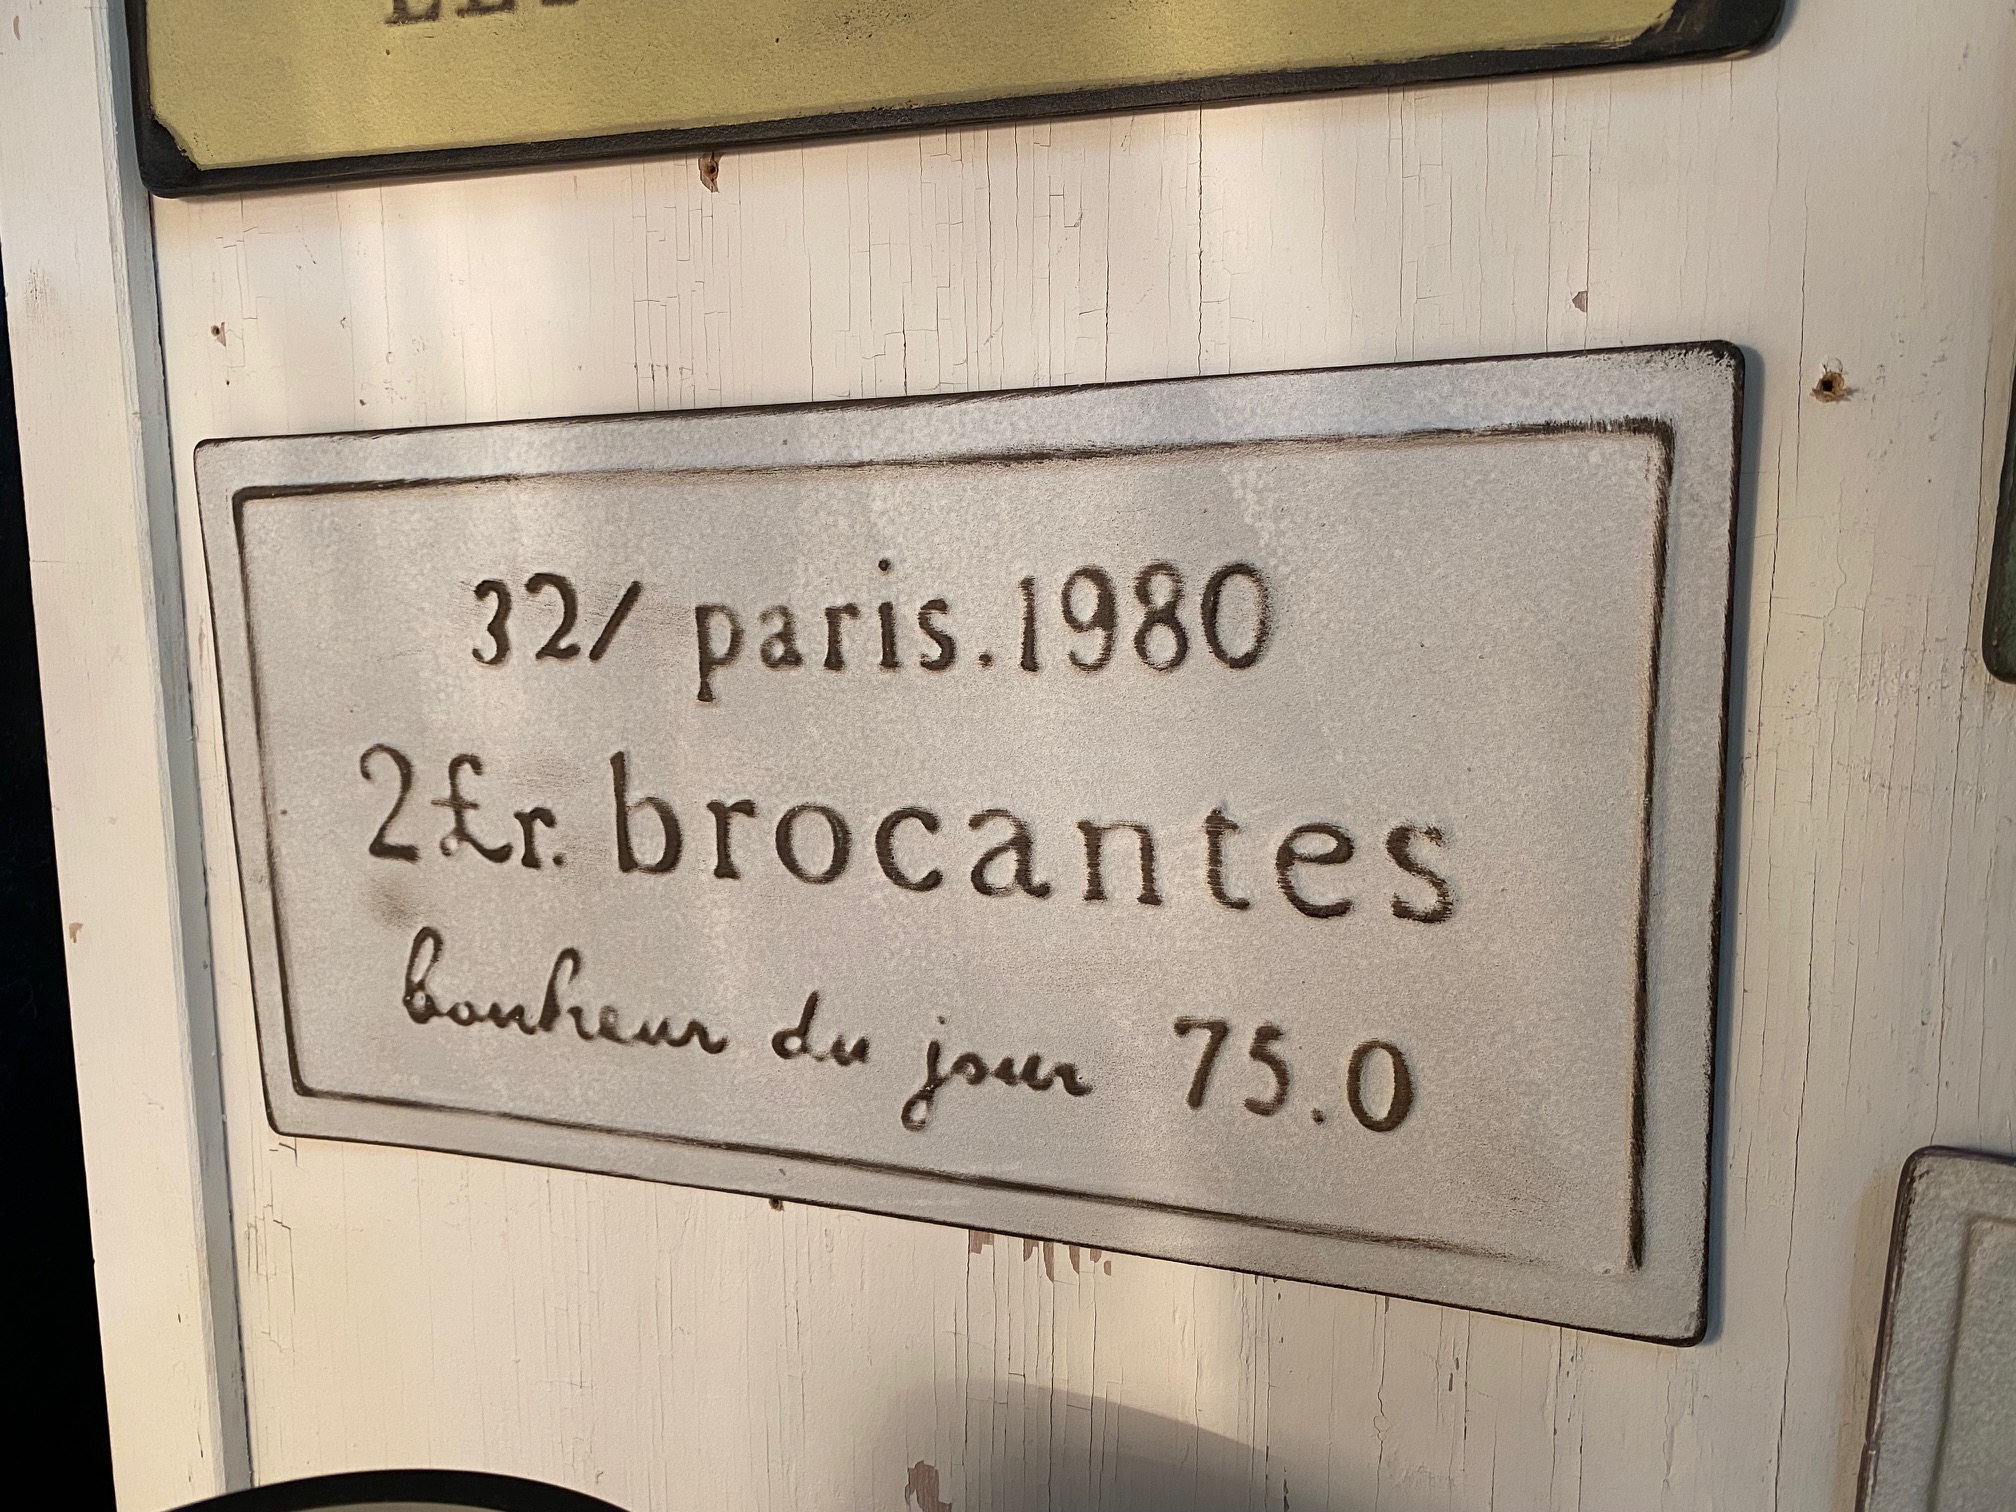 32/ paris.1980
2£r. brocantes
bonheur du jour 75.0